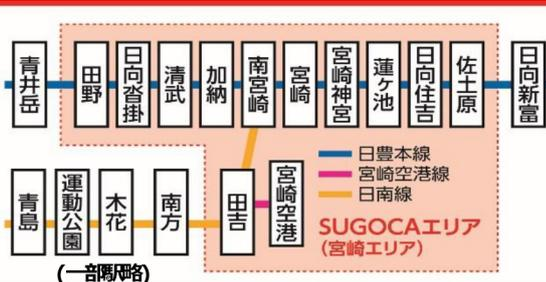 青井岳
田野
日向沓掛
清武
加納
南宮崎
宮崎
宮崎神宮
蓮ヶ池
日向住吉
佐土原
日向新富
日豊本線
宮崎空港線
日南線
青島
運動公園
木花
南方
田吉
宮崎空港
SUGOCAエリア
(宮崎エリア)
(一部駅略)